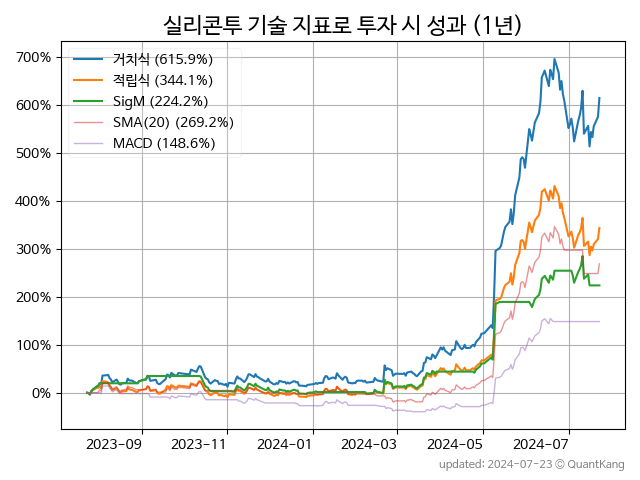 실리콘투 기술 지표로 투자 시 성과 (1년)
거치식 (615.9%)
적립식 (344.1%)
SigM (224.2%)
SMA(20) (269.2%)
MACD (148.6%)
700%
600%
500%
400%
300%
200%
100%
0%
2023-09 2023-11 2024-01 2024-03 2024-05 2024-07
updated: 2024-07-23 © QuantKang